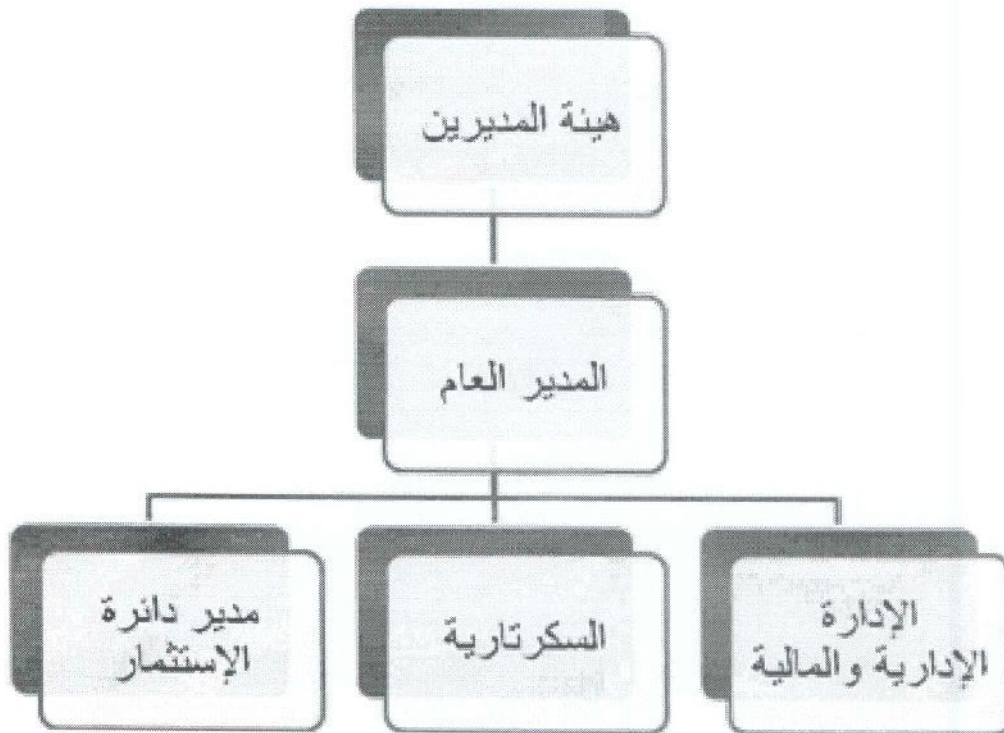 هيئة المديرين
المدير العام
الإدارة
الإدارية والمالية
السكرتارية
مدير دائرة
الإستثمار